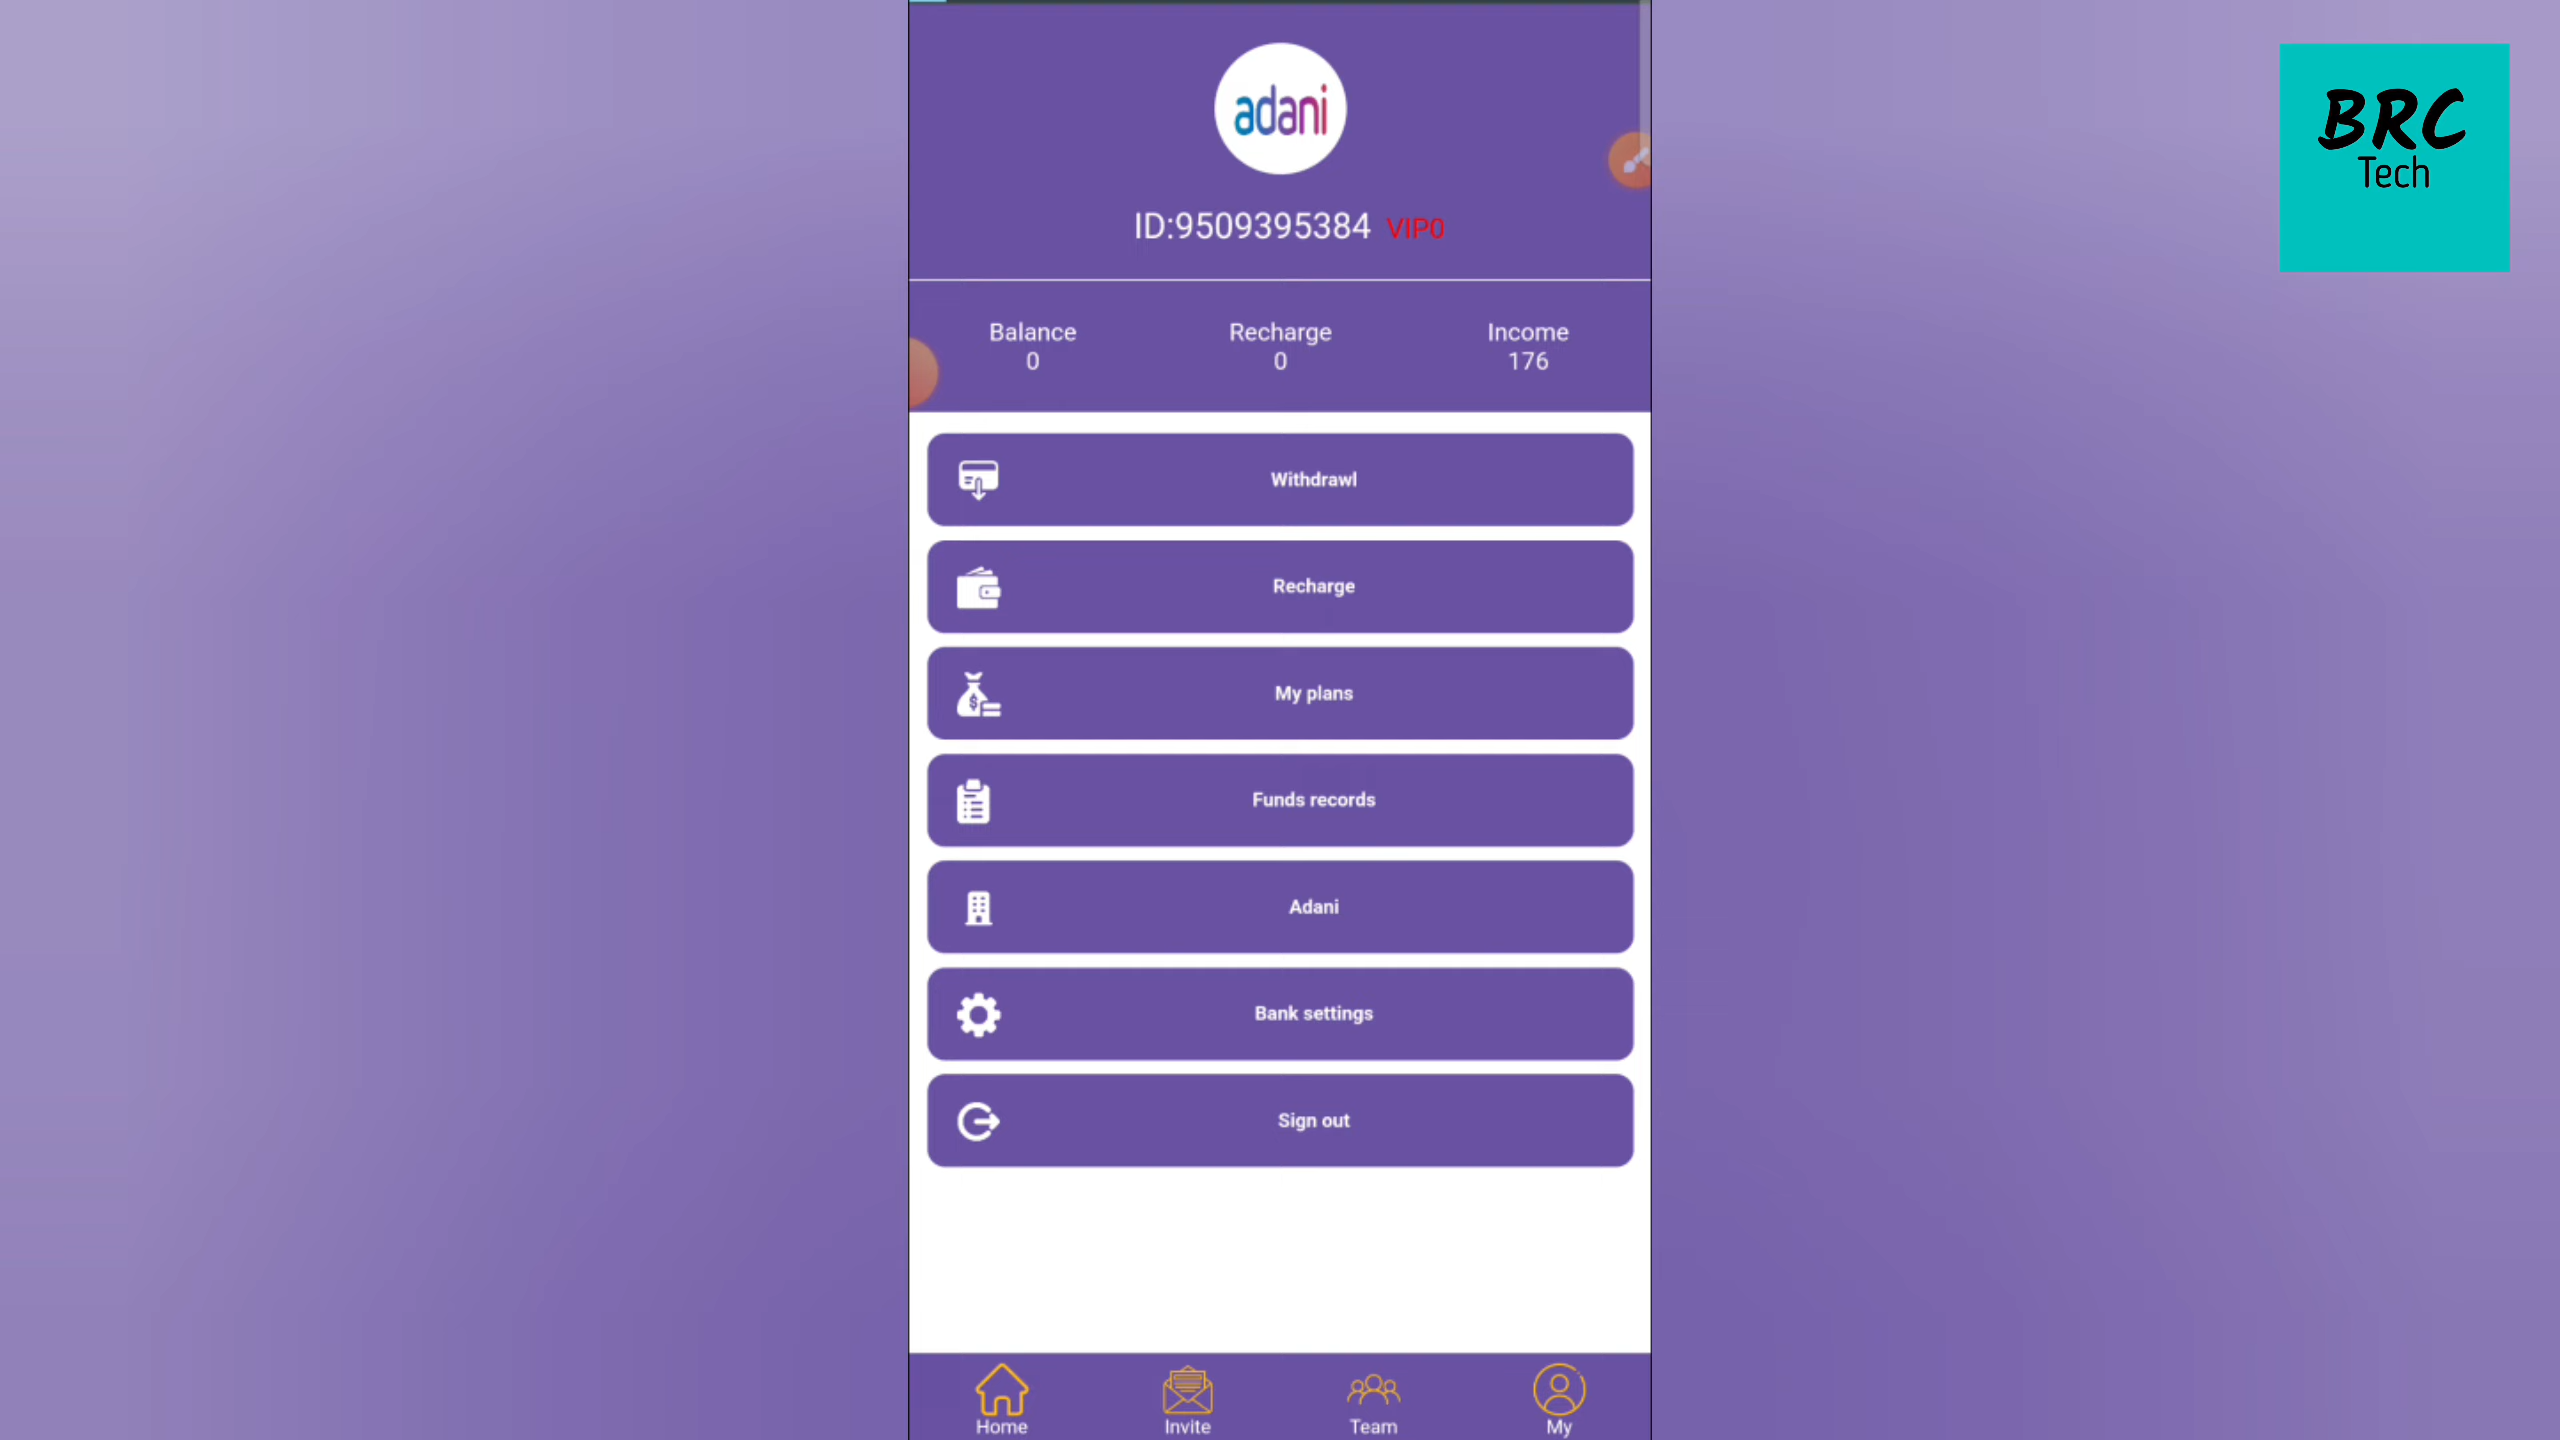 adani
BRC
Tech
ID:9509395384 VIP0
Balance Recharge Income
0 0 176
Withdrawl
Recharge
My plans
Funds records
Adani
Bank settings
Sign out
Home Invite Team My